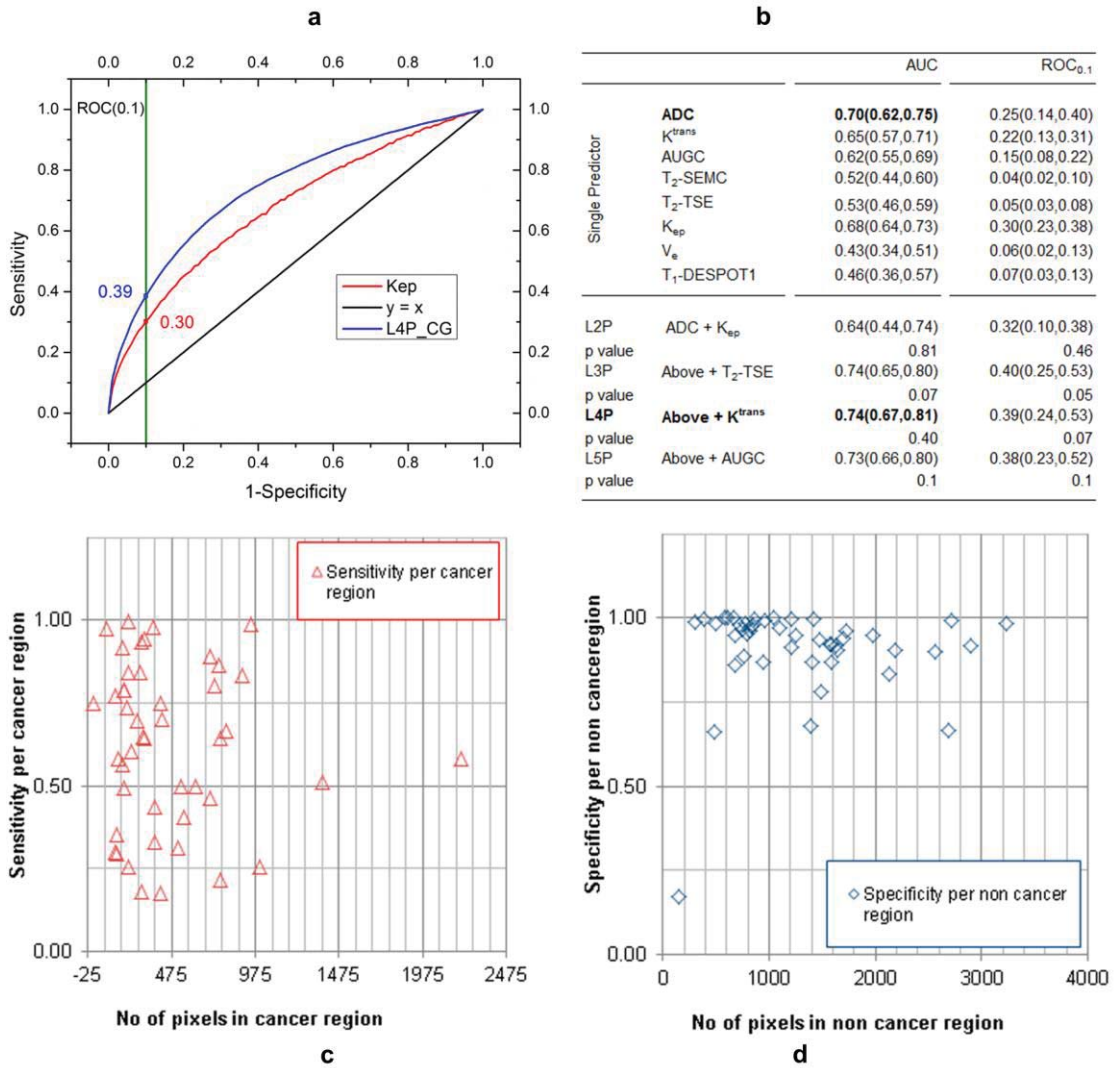 a
0.0 0.2 0.4 0.6 0.8 1.0
ROC(0.1)
1.0 1.0
0.8 0.8
0.6 0.6
0.4 0.4
0.2 0.2
0.0 0.0
Sensitivity
0.39
0.30
Kep
y = x
L4P_CG
0.0 0.2 0.4 0.6 0.8 1.0
1-Specificity
b
AUC ROC0.1
Single Predictor
ADC 0.70(0.62,0.75) 0.25(0.14,0.40)
Ktrans 0.65(0.57,0.71) 0.22(0.13,0.31)
AUGC 0.62(0.55,0.69) 0.15(0.08,0.22)
T2-SEMC 0.52(0.44,0.60) 0.04(0.02,0.10)
T2-TSE 0.53(0.46,0.59) 0.05(0.03,0.08)
Kep 0.68(0.64,0.73) 0.30(0.23,0.38)
Ve 0.43(0.34,0.51) 0.06(0.02,0.13)
T1-DESPOT1 0.46(0.36,0.57) 0.07(0.03,0.13)
L2P ADC + Kep 0.64(0.44,0.74) 0.32(0.10,0.38)
p value 0.81 0.46
L3P Above + T2-TSE 0.74(0.65,0.80) 0.40(0.25,0.53)
p value 0.07 0.05
L4P Above + Ktrans 0.74(0.67,0.81) 0.39(0.24,0.53)
p value 0.40 0.07
L5P Above + AUGC 0.73(0.66,0.80) 0.38(0.23,0.52)
p value 0.1 0.1
Sensitivity per cancer region
Sensitivity per cancer
region
1.00
0.50
0.00
-25 475 975 1475 1975 2475
No of pixels in cancer region
c
Specificity per non canceregion
1.00
0.50
0.00
Specificity per non cancer
region
0 1000 2000 3000 4000
No of pixels in non cancer region
d